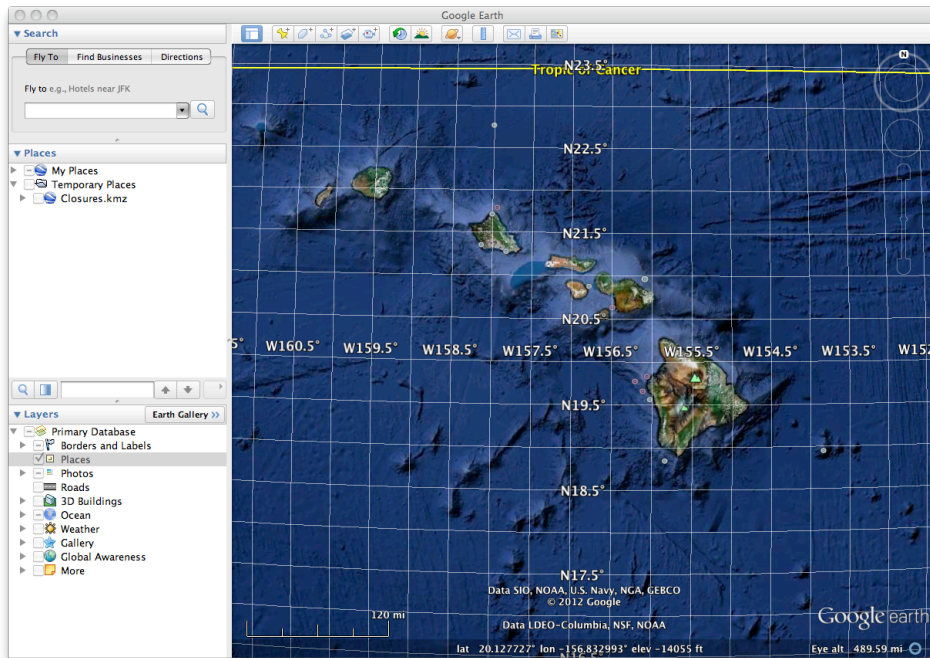 Google Earth
Search
Fly To
Find Businesses
Directions
Fly to e.g., Hotels near JFK
Places
My Places
Temporary Places
Closures.kmz
Layers
Earth Gallery >>
Primary Database
Borders and Labels
Places
Photos
Roads
3D Buildings
Ocean
Weather
Gallery
Global Awareness
More
N
N23.5°
Tropic of Cancer
N22.5°
N21.5°
N20.5°
W160.5°
W159.5°
W158.5°
W157.5°
W156.5°
W155.5°
W154.5°
W153.5°
N19.5°
N18.5°
N17.5°
Data SIO, NOAA, U.S. Navy, NGA, GEBCO
© 2012 Google
Data LDEO-Columbia, NSF, NOAA
120 mi
Google earth
lat 20.127727° lon -156.832993° elev -14055 ft
Eye alt 489.59 mi